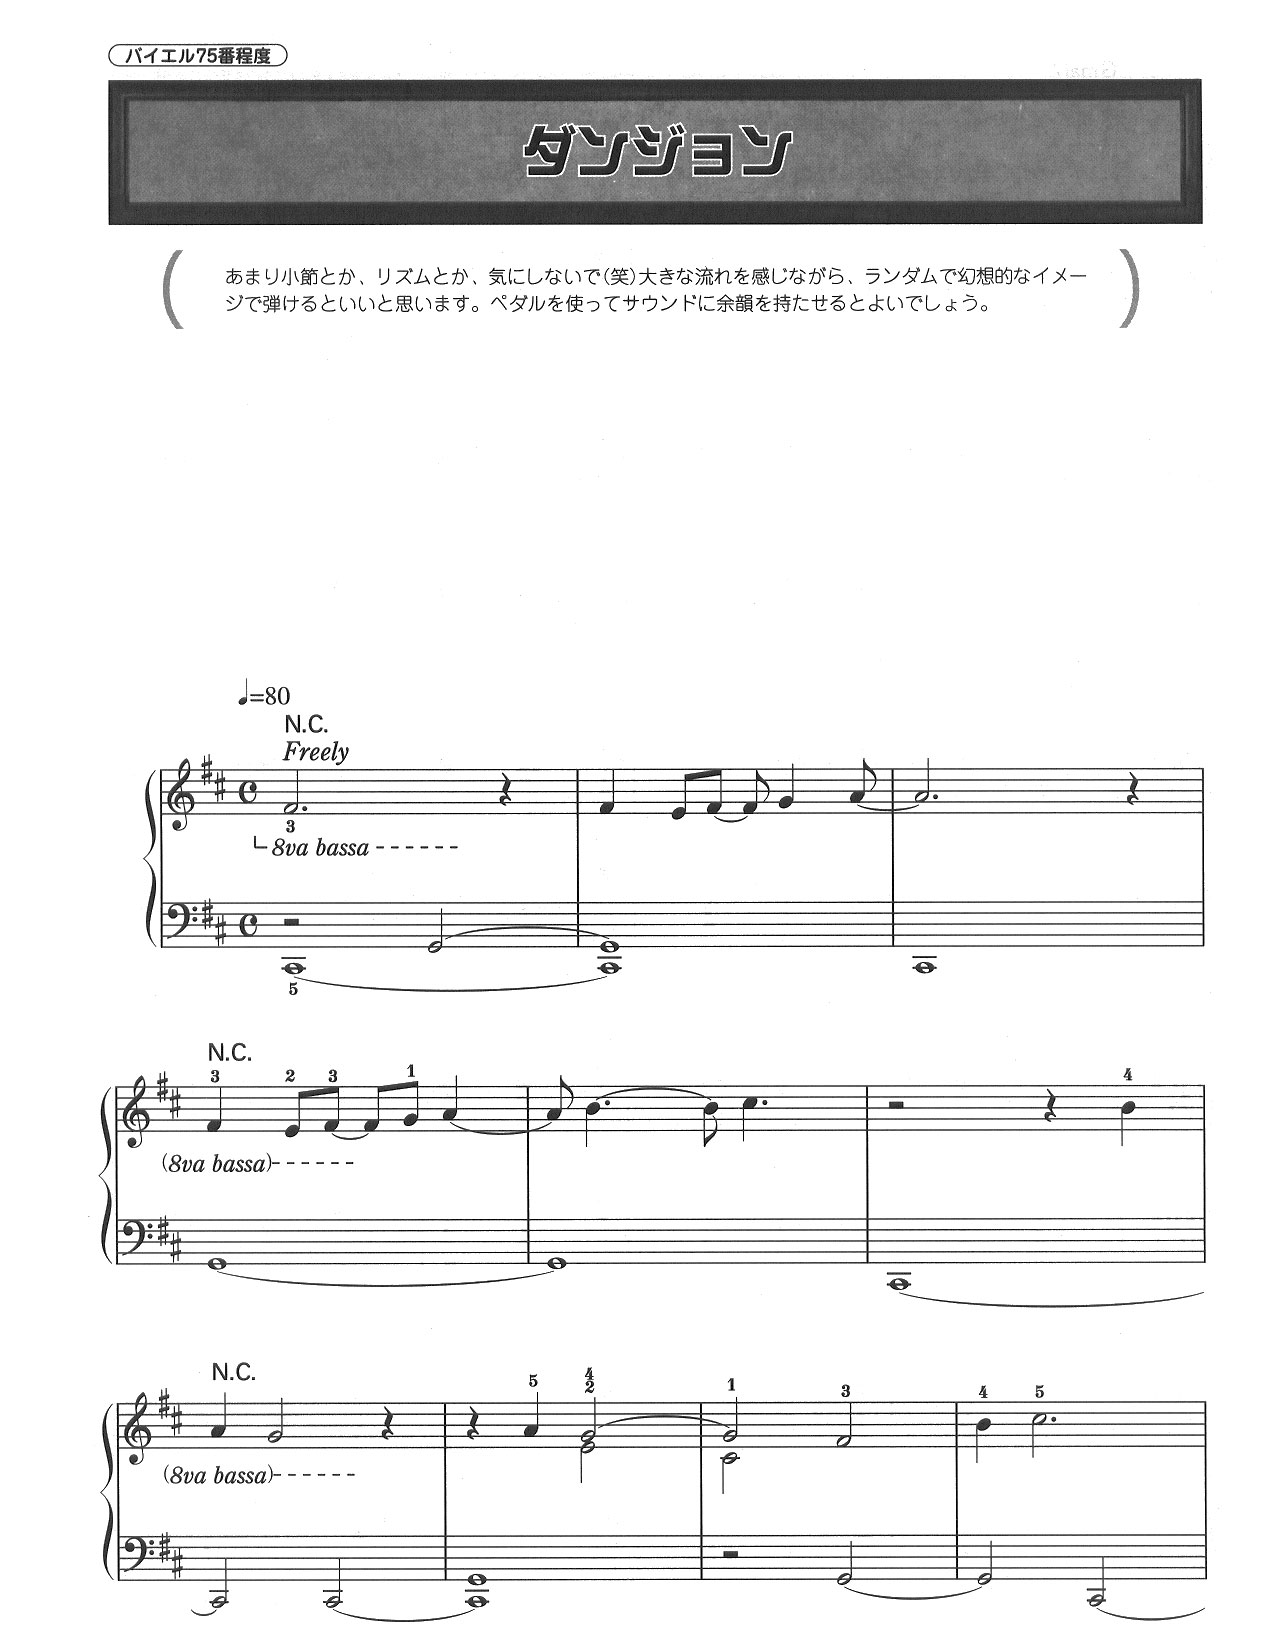 バイエル75番程度
ダンジョン
あまり小節とか、リズムとか、気にしないで(笑)大きな流れを感じながら、ランダムで幻想的なイメー
ジで弾けるといいと思います。ペダルを使ってサウンドに余韻を持たせるとよいでしょう。
♩=80
N.C.
Freely
3
8va bassa
5
N.C.
3 2 3 1 4
(8va bassa)
N.C.
5 4 2 1 3 4 5
(8va bassa)